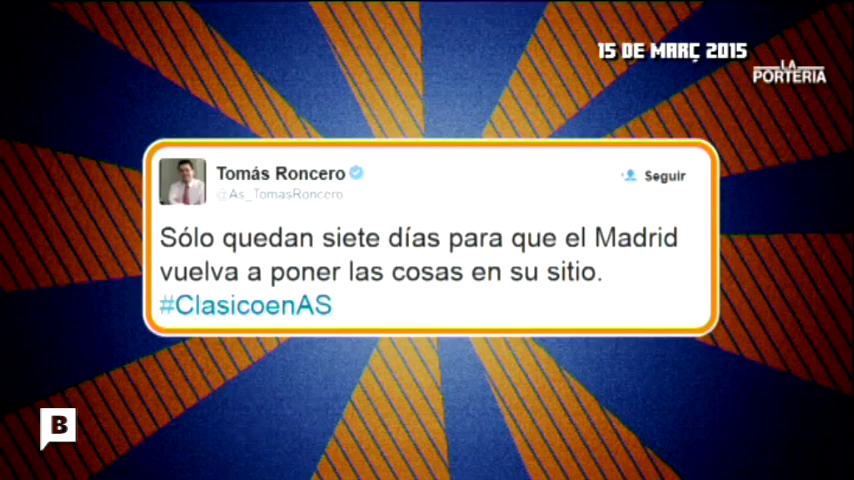 15 DE MARÇ 2015
LA
PORTERIA
Tomás Roncero
@As_TomasRoncero
Seguir
Sólo quedan siete días para que el Madrid
vuelva a poner las cosas en su sitio.
#ClasicoenAS
B